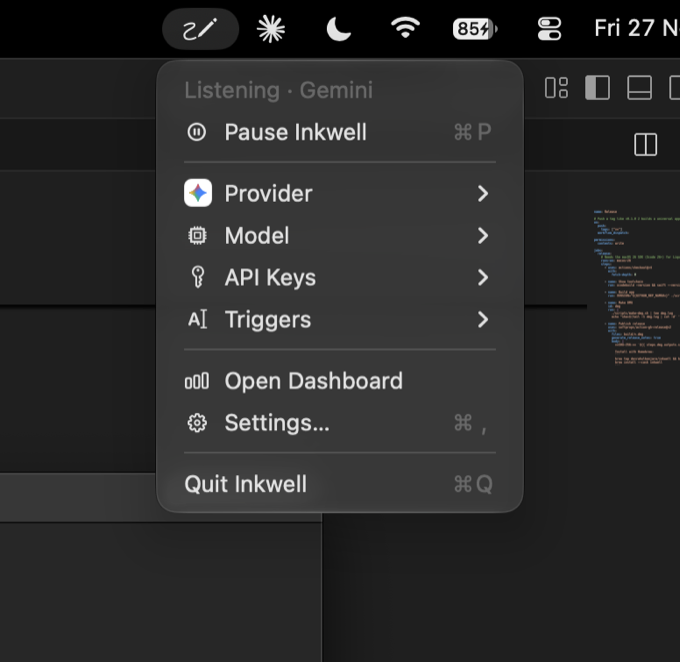 85
Fri 27 N
Listening · Gemini
Pause Inkwell ⌘ P
Provider
Model
API Keys
Triggers
Open Dashboard
Settings... ⌘ ,
Quit Inkwell ⌘ Q